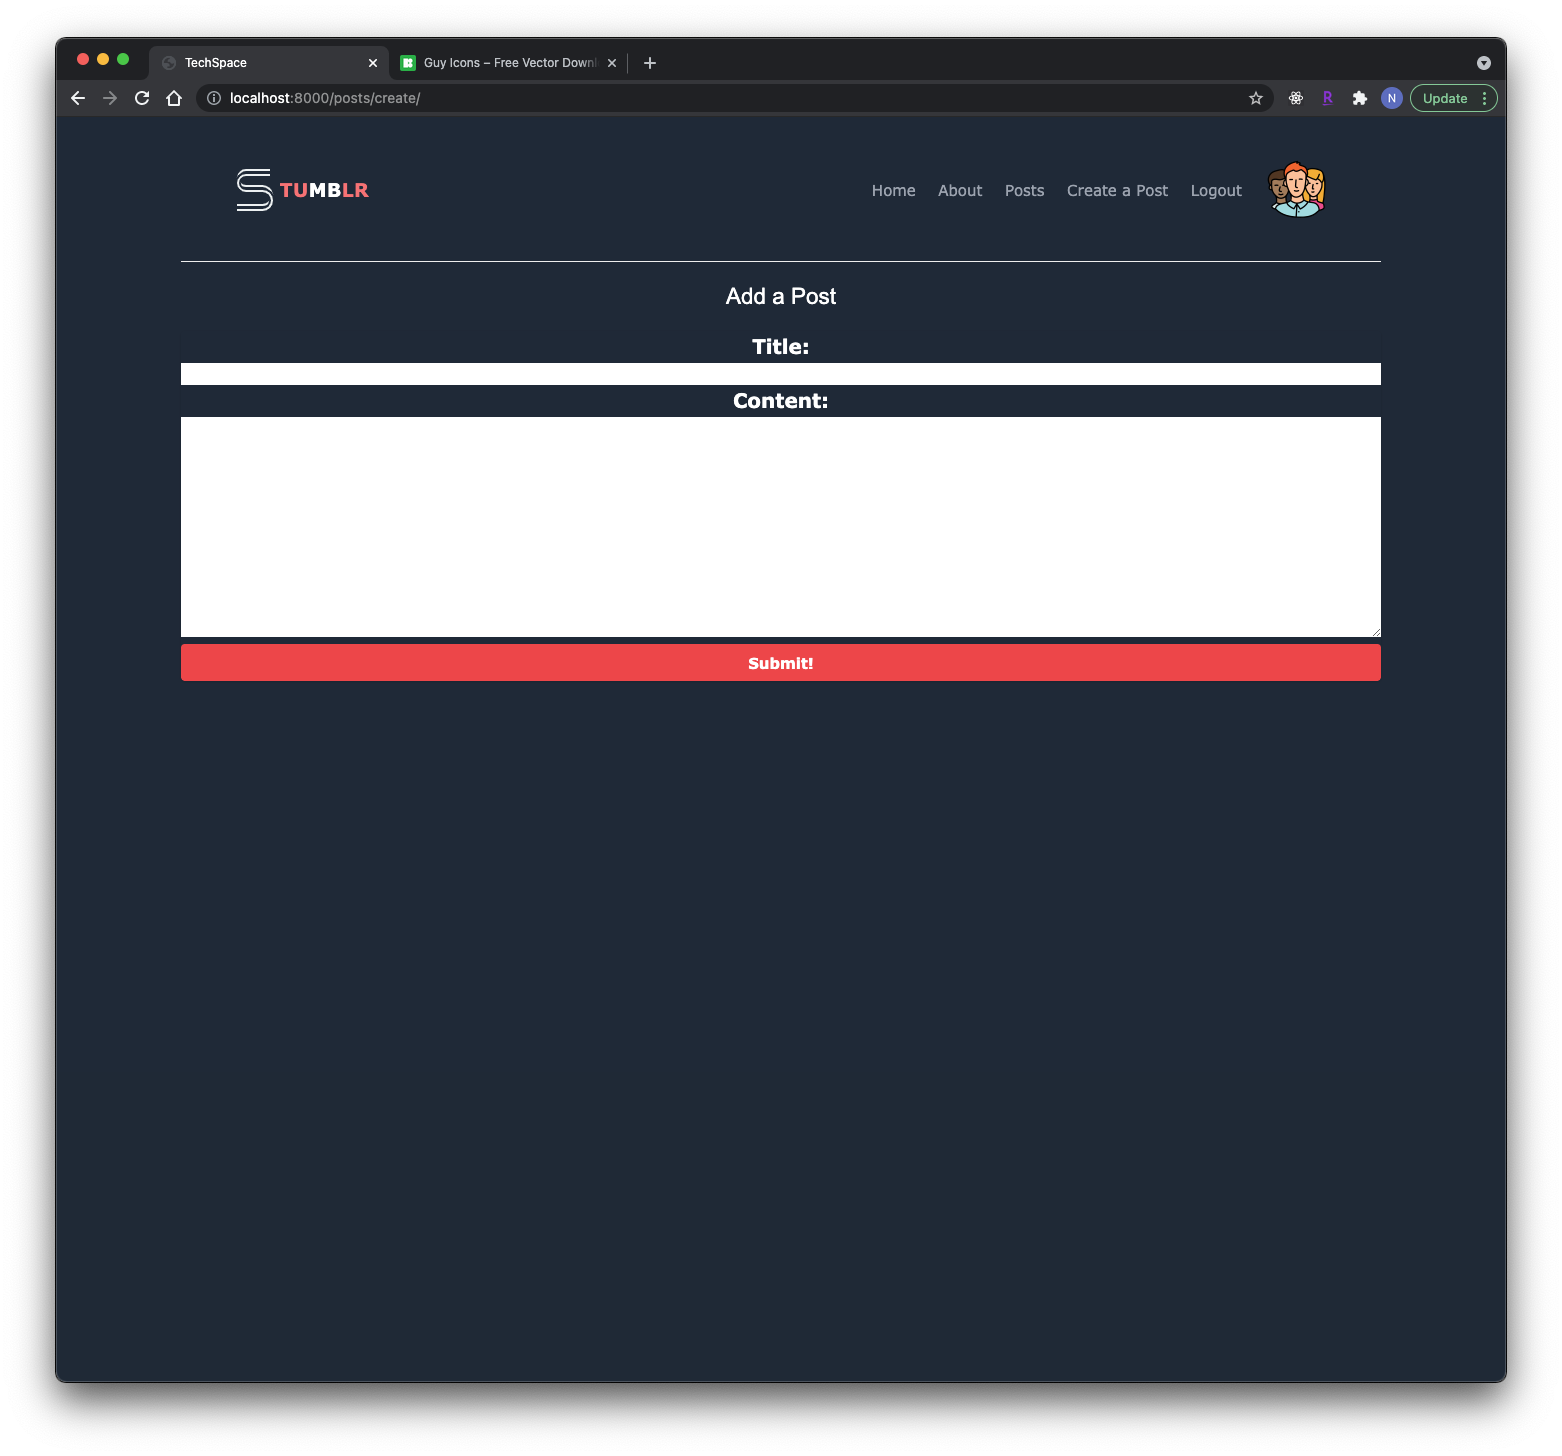 TechSpace
Guy Icons – Free Vector Downl
localhost:8000/posts/create/
R
N
Update
S TUMBLR
Home About Posts Create a Post Logout
Add a Post
Title:
Content:
Submit!